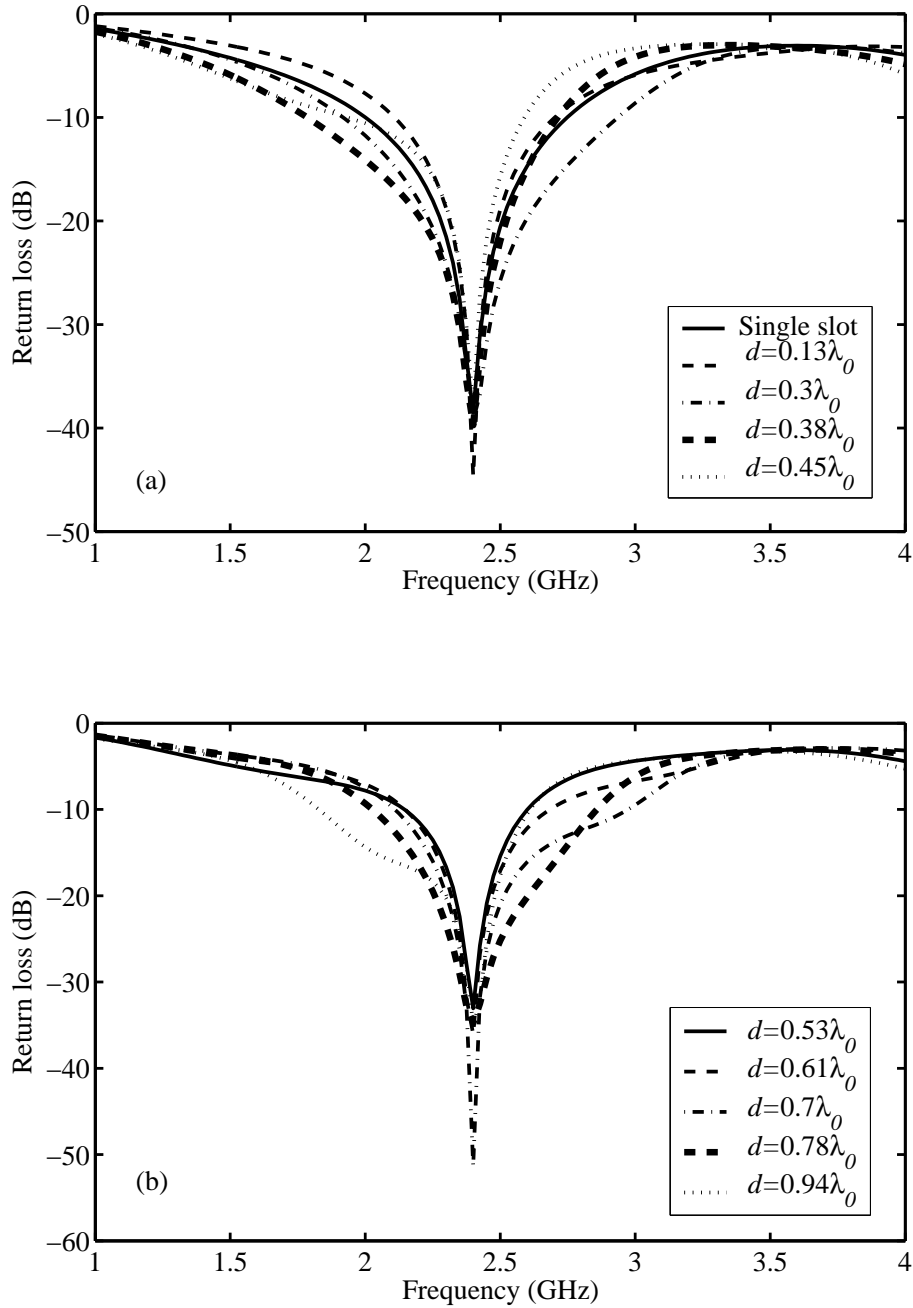 0
−10
−20
−30
−40
−50
Return loss (dB)
(a)
Single slot
d=0.13λ0
d=0.3λ0
d=0.38λ0
d=0.45λ0
1
1.5
2
2.5
3
3.5
4
Frequency (GHz)
0
−10
−20
−30
−40
−50
−60
Return loss (dB)
(b)
d=0.53λ0
d=0.61λ0
d=0.7λ0
d=0.78λ0
d=0.94λ0
1
1.5
2
2.5
3
3.5
4
Frequency (GHz)